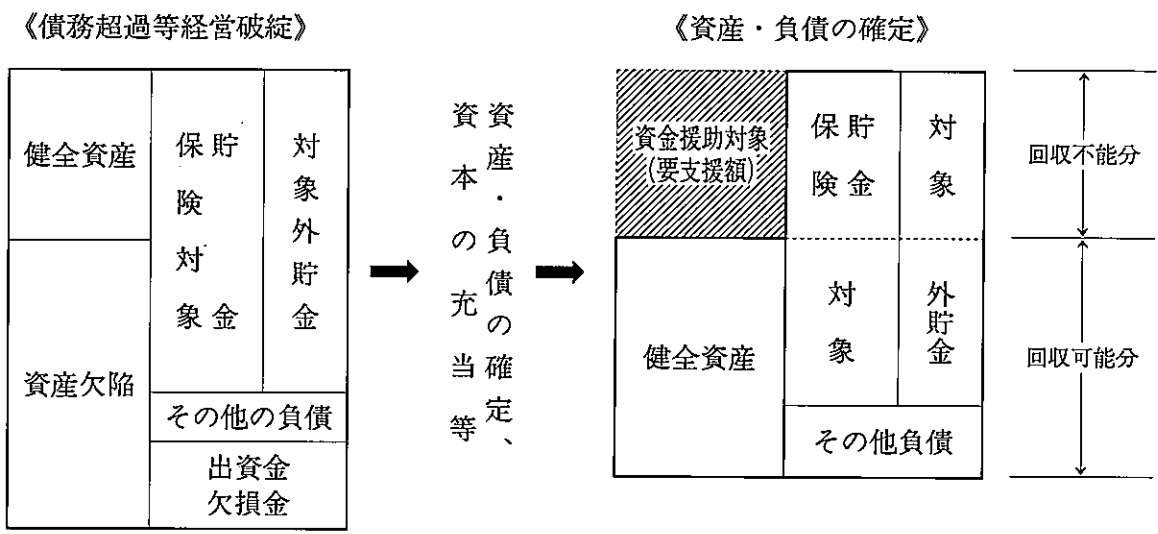 《債務超過等経営破綻》
健全資産
資産欠陥
保険対象貯金
対象外貯金
その他の負債
出資金
欠損金
資産・負債の確定、
資本の充当等
《資産・負債の確定》
資金援助対象
(要支援額)
健全資産
保険対象貯金
対象外貯金
その他負債
回収不能分
回収可能分